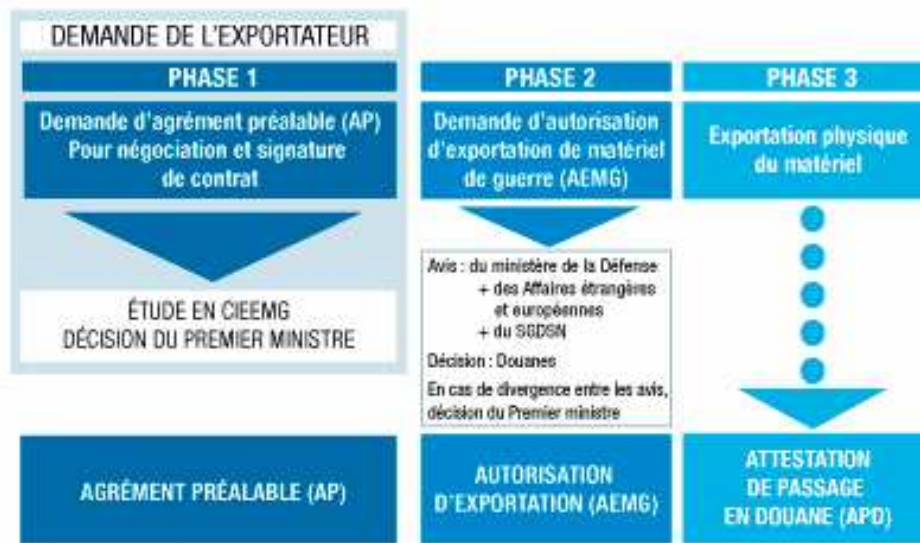 DEMANDE DE L'EXPORTATEUR
PHASE 1
Demande d'agrément préalable (AP)
Pour négociation et signature
de contrat
ÉTUDE EN CIEEMG
DÉCISION DU PREMIER MINISTRE
AGRÉMENT PRÉALABLE (AP)
PHASE 2
Demande d'autorisation
d'exportation de matériel
de guerre (AEMG)
Avis : du ministère de la Défense
+ des Affaires étrangères
et européennes
+ du SGDSN
Décision : Douanes
En cas de divergence entre les avis,
décision du Premier ministre
AUTORISATION
D'EXPORTATION (AEMG)
PHASE 3
Exportation physique
du matériel
ATTESTATION
DE PASSAGE
EN DOUANE (APD)